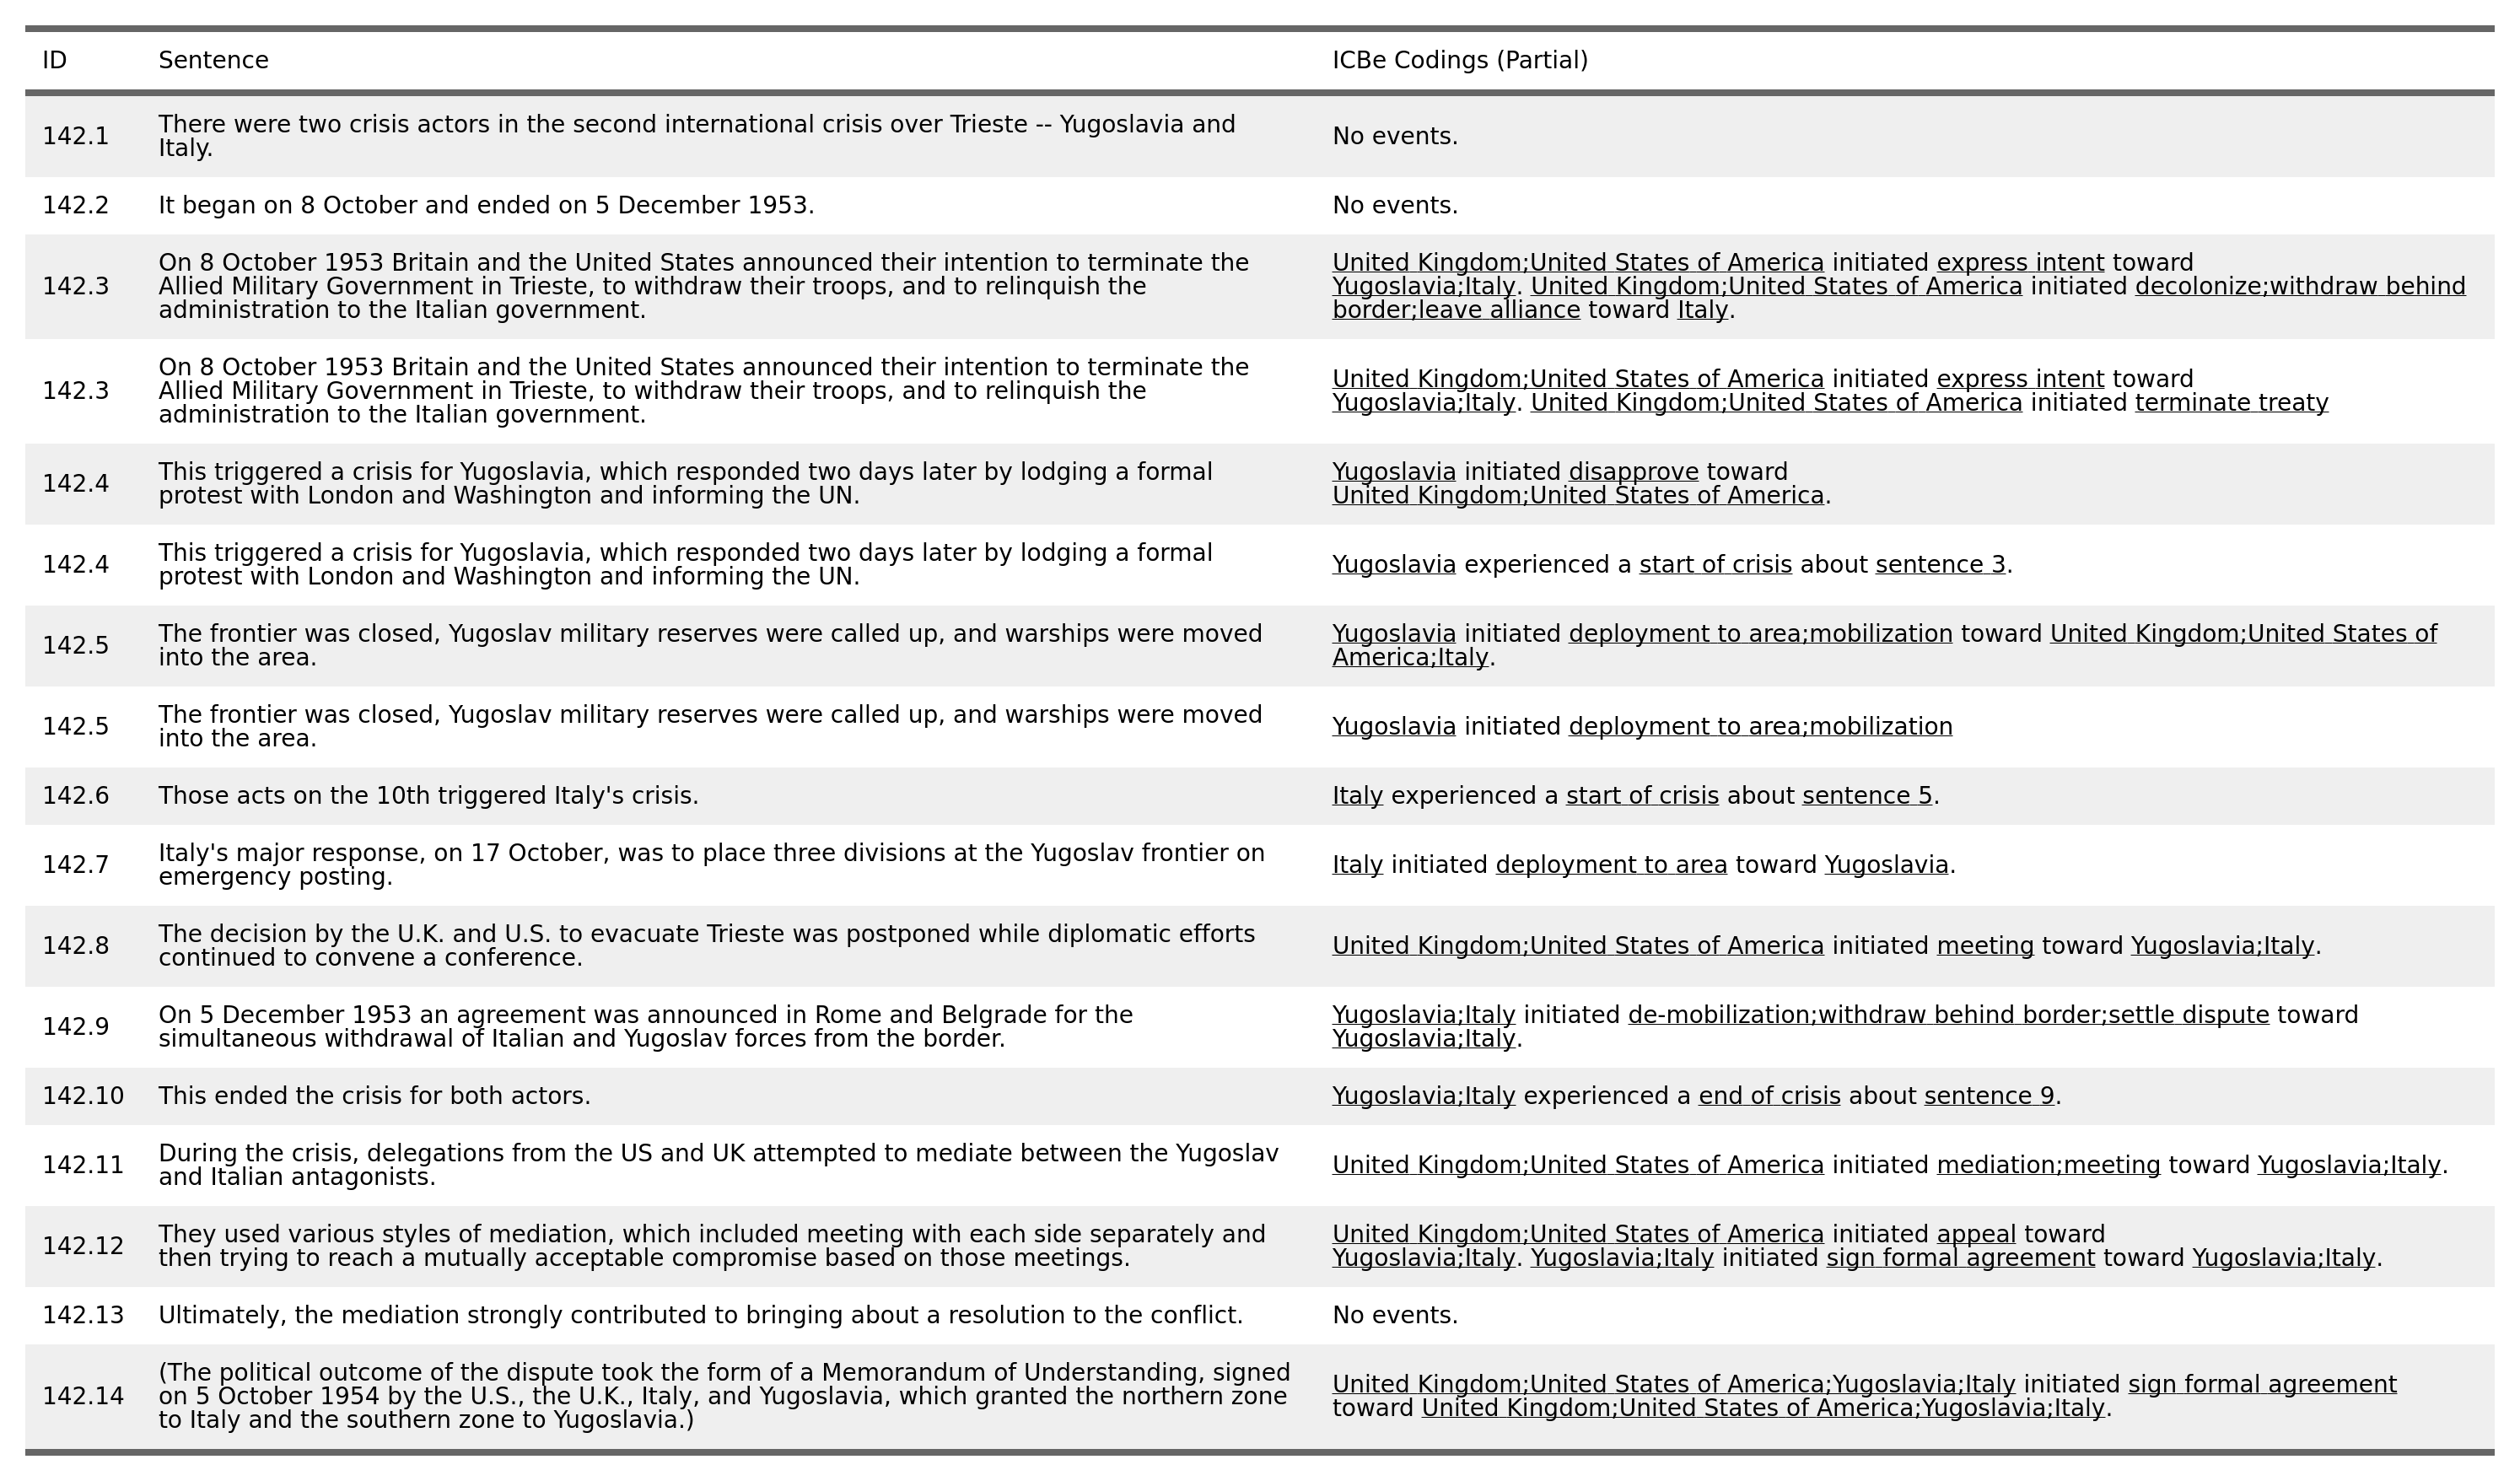 ID Sentence ICBe Codings (Partial)
142.1 There were two crisis actors in the second international crisis over Trieste -- Yugoslavia and
Italy.
No events.
142.2 It began on 8 October and ended on 5 December 1953. No events.
142.3 On 8 October 1953 Britain and the United States announced their intention to terminate the
Allied Military Government in Trieste, to withdraw their troops, and to relinquish the
administration to the Italian government.
United Kingdom;United States of America initiated express intent toward
Yugoslavia;Italy. United Kingdom;United States of America initiated decolonize;withdraw behind
border;leave alliance toward Italy.
142.3 On 8 October 1953 Britain and the United States announced their intention to terminate the
Allied Military Government in Trieste, to withdraw their troops, and to relinquish the
administration to the Italian government.
United Kingdom;United States of America initiated express intent toward
Yugoslavia;Italy. United Kingdom;United States of America initiated terminate treaty
142.4 This triggered a crisis for Yugoslavia, which responded two days later by lodging a formal
protest with London and Washington and informing the UN.
Yugoslavia initiated disapprove toward
United Kingdom;United States of America.
142.4 This triggered a crisis for Yugoslavia, which responded two days later by lodging a formal
protest with London and Washington and informing the UN.
Yugoslavia experienced a start of crisis about sentence 3.
142.5 The frontier was closed, Yugoslav military reserves were called up, and warships were moved
into the area.
Yugoslavia initiated deployment to area;mobilization toward United Kingdom;United States of
America;Italy.
142.5 The frontier was closed, Yugoslav military reserves were called up, and warships were moved
into the area.
Yugoslavia initiated deployment to area;mobilization
142.6 Those acts on the 10th triggered Italy's crisis. Italy experienced a start of crisis about sentence 5.
142.7 Italy's major response, on 17 October, was to place three divisions at the Yugoslav frontier on
emergency posting.
Italy initiated deployment to area toward Yugoslavia.
142.8 The decision by the U.K. and U.S. to evacuate Trieste was postponed while diplomatic efforts
continued to convene a conference.
United Kingdom;United States of America initiated meeting toward Yugoslavia;Italy.
142.9 On 5 December 1953 an agreement was announced in Rome and Belgrade for the
simultaneous withdrawal of Italian and Yugoslav forces from the border.
Yugoslavia;Italy initiated de-mobilization;withdraw behind border;settle dispute toward
Yugoslavia;Italy.
142.10 This ended the crisis for both actors. Yugoslavia;Italy experienced a end of crisis about sentence 9.
142.11 During the crisis, delegations from the US and UK attempted to mediate between the Yugoslav
and Italian antagonists.
United Kingdom;United States of America initiated mediation;meeting toward Yugoslavia;Italy.
142.12 They used various styles of mediation, which included meeting with each side separately and
then trying to reach a mutually acceptable compromise based on those meetings.
United Kingdom;United States of America initiated appeal toward
Yugoslavia;Italy. Yugoslavia;Italy initiated sign formal agreement toward Yugoslavia;Italy.
142.13 Ultimately, the mediation strongly contributed to bringing about a resolution to the conflict. No events.
142.14 (The political outcome of the dispute took the form of a Memorandum of Understanding, signed
on 5 October 1954 by the U.S., the U.K., Italy, and Yugoslavia, which granted the northern zone
to Italy and the southern zone to Yugoslavia.)
United Kingdom;United States of America;Yugoslavia;Italy initiated sign formal agreement
toward United Kingdom;United States of America;Yugoslavia;Italy.